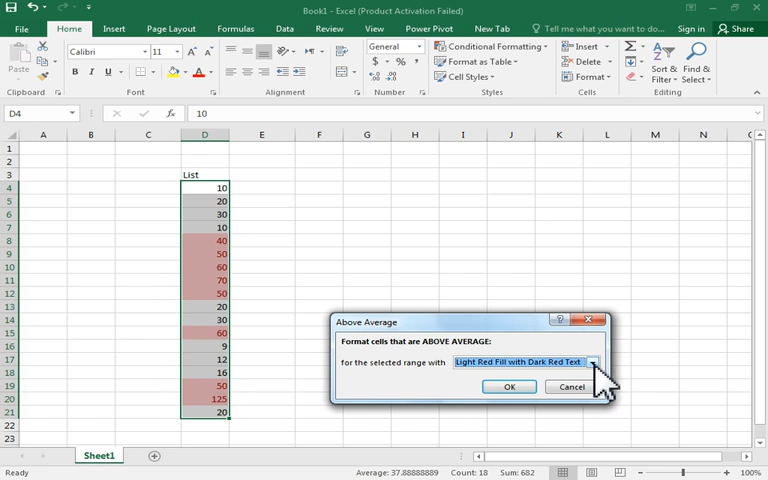 Book1 - Excel (Product Activation Failed)
File Home Insert Page Layout Formulas Data Review View Power Pivot New Tab Tell me what you want to do... Sign in Share
Calibri 11 A A General Conditional Formatting Insert
Paste Format as Table Delete Sort & Find &
B I U A $ % , Cell Styles Format Filter Select
Clipboard Font Alignment Number Styles Cells Editing
D4 fx 10
A B C D E F G H I J K L M N
1
2
3 List
4 10
5 20
6 30
7 10
8 40
9 50
10 60
11 70
12 50
13 20
14 30
15 60
16 9
17 12
18 16
19 50
20 125
21 20
22
23
Above Average
Format cells that are ABOVE AVERAGE:
for the selected range with Light Red Fill with Dark Red Text
OK Cancel
Sheet1
Ready Average: 37.88888889 Count: 18 Sum: 682 100%